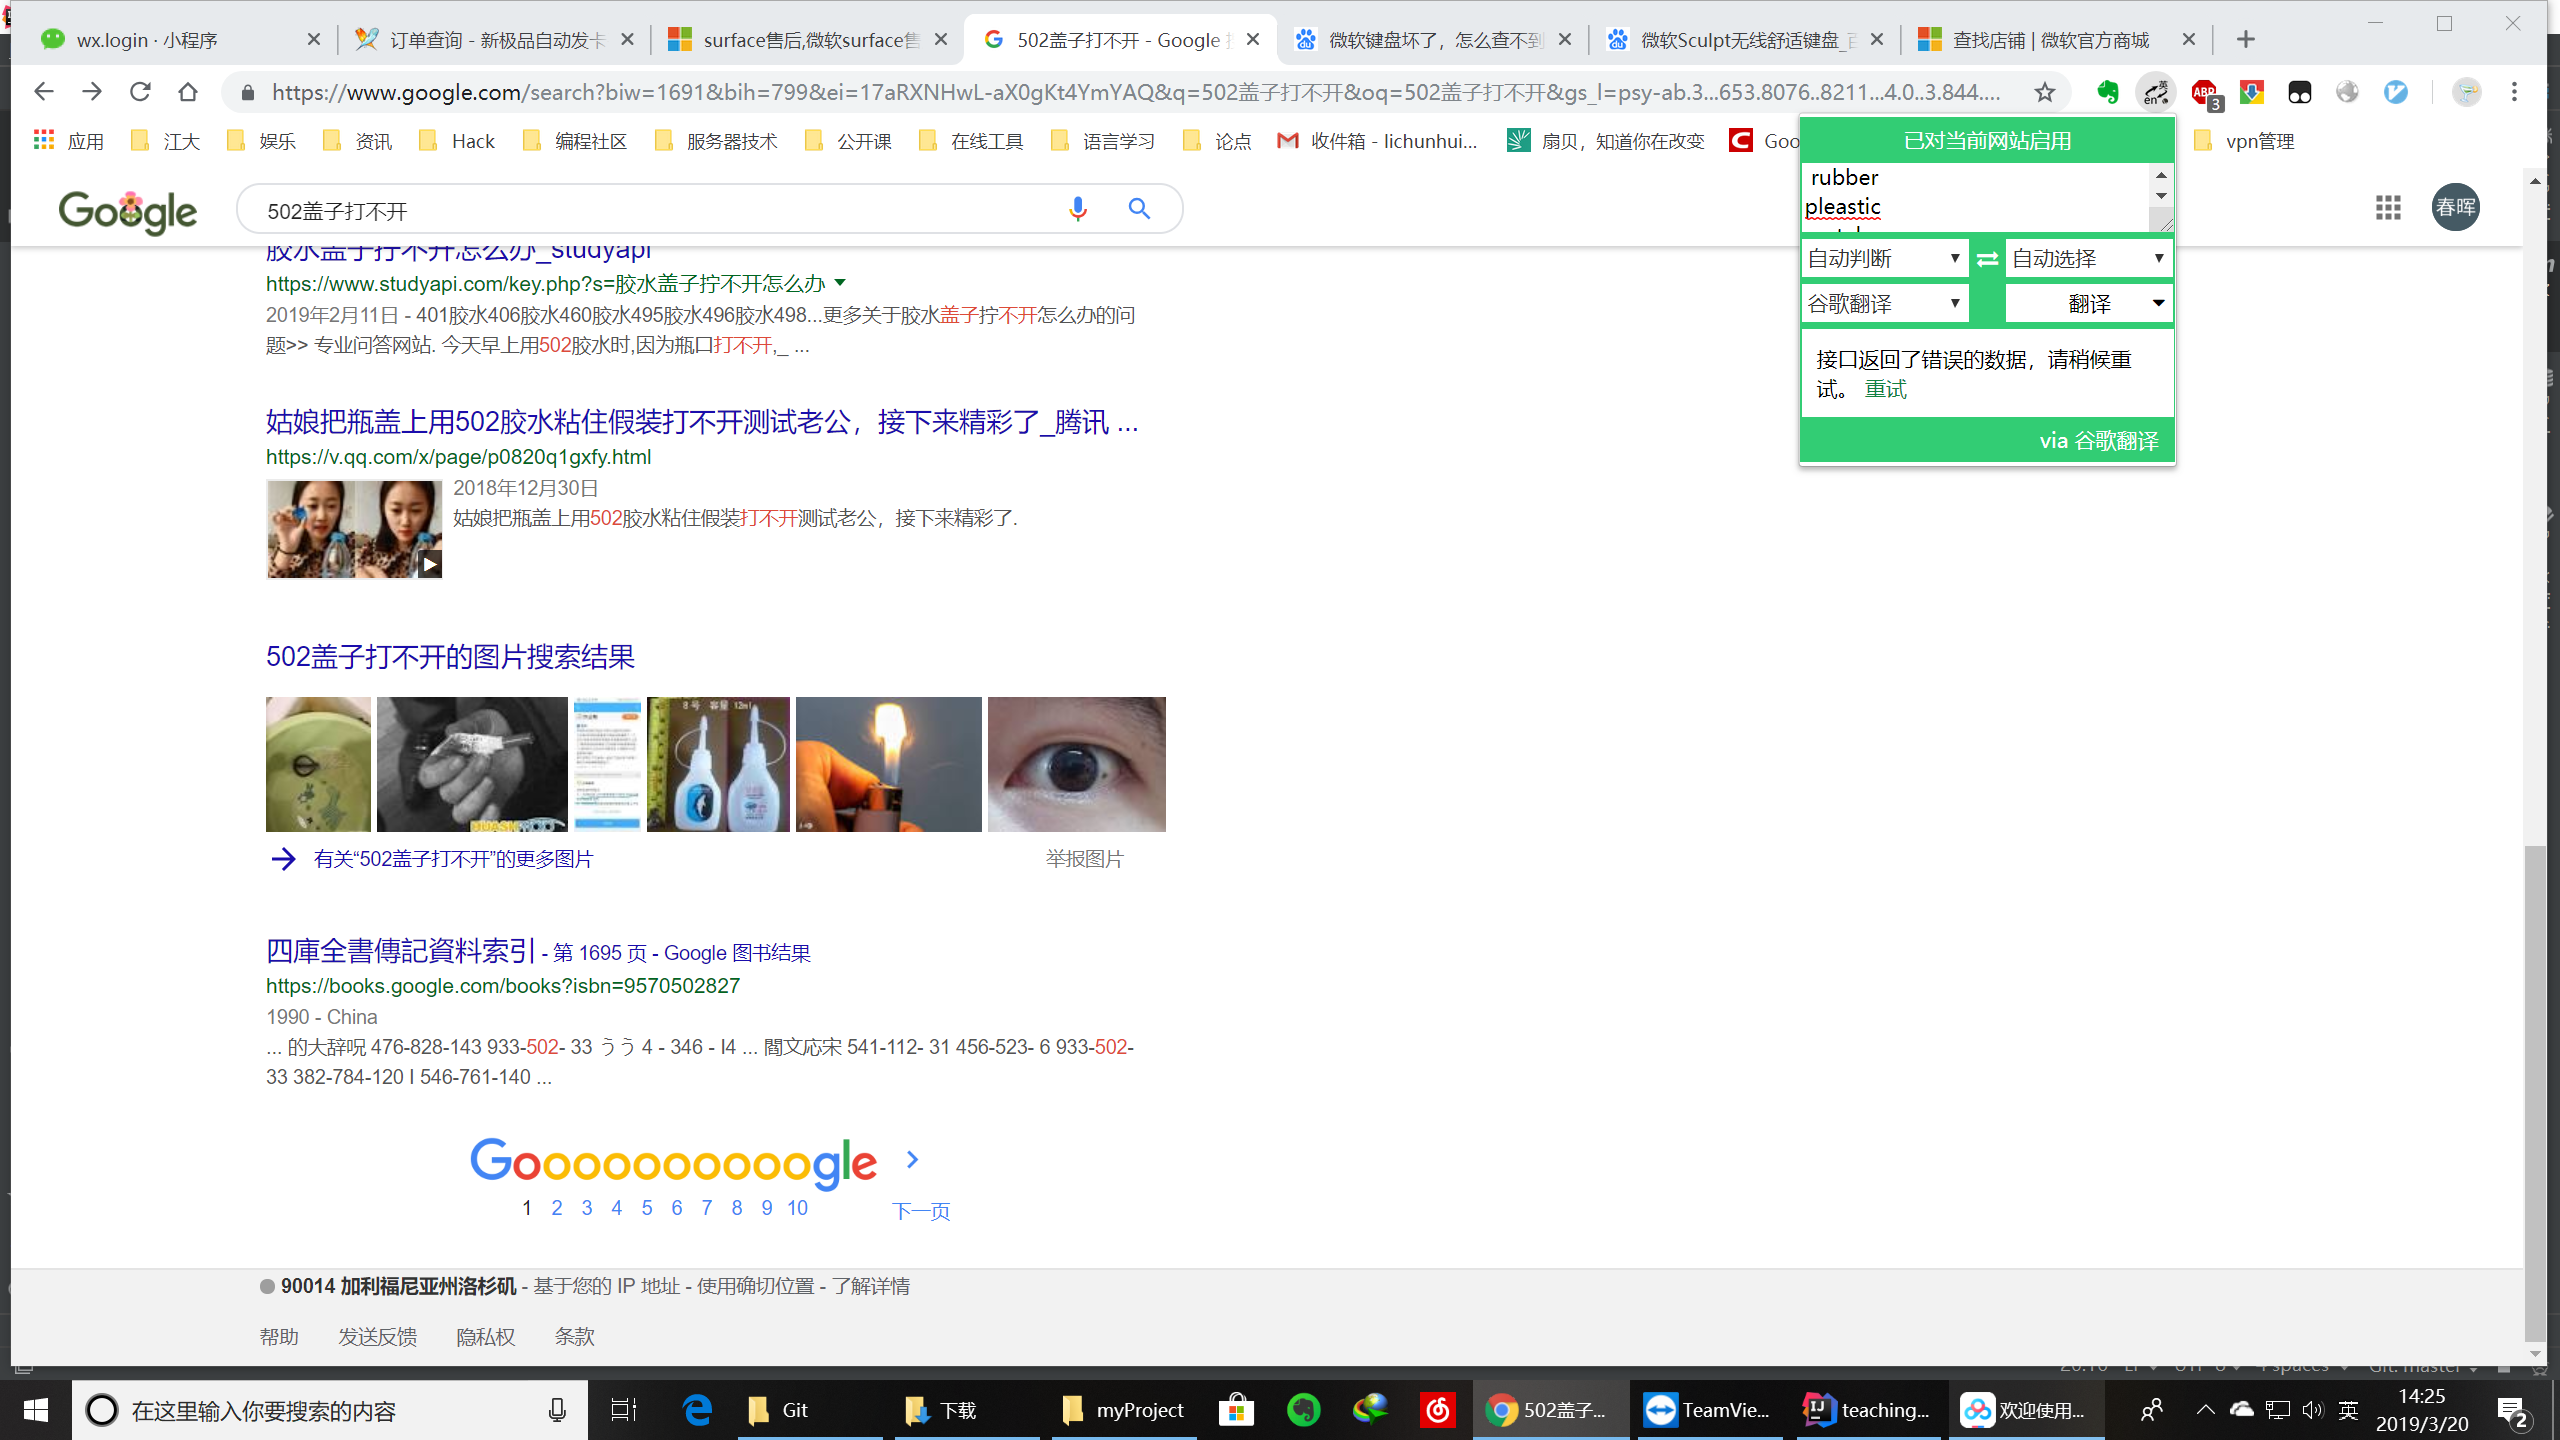 wx.login · 小程序
订单查询 - 新极品自动发卡
surface售后,微软surface售
502盖子打不开 - Google 搜
微软键盘坏了，怎么查不到
微软Sculpt无线舒适键盘_百
查找店铺 | 微软官方商城
https://www.google.com/search?biw=1691&bih=799&ei=17aRXNHwL-aX0gKt4YmYAQ&q=502盖子打不开&oq=502盖子打不开&gs_l=psy-ab.3...653.8076..8211...4.0..3.844....
英
en
ABP
3
应用
江大
娱乐
资讯
Hack
编程社区
服务器技术
公开课
在线工具
语言学习
论点
收件箱 - lichunhui...
扇贝，知道你在改变
Goo
vpn管理
已对当前网站启用
rubber
pleastic
自动判断
自动选择
谷歌翻译
翻译
接口返回了错误的数据，请稍候重
试。 重试
via 谷歌翻译
Google
502盖子打不开
春晖
胶水盖子拧不开怎么办_studyapi
https://www.studyapi.com/key.php?s=胶水盖子拧不开怎么办
2019年2月11日 - 401胶水406胶水460胶水495胶水496胶水498...更多关于胶水盖子拧不开怎么办的问
题>> 专业问答网站. 今天早上用502胶水时,因为瓶口打不开,_ ...
姑娘把瓶盖上用502胶水粘住假装打不开测试老公，接下来精彩了_腾讯 ...
https://v.qq.com/x/page/p0820q1gxfy.html
2018年12月30日
姑娘把瓶盖上用502胶水粘住假装打不开测试老公，接下来精彩了.
502盖子打不开的图片搜索结果
8号 容量 12ml
有关“502盖子打不开”的更多图片
举报图片
四庫全書傳記資料索引 - 第 1695 页 - Google 图书结果
https://books.google.com/books?isbn=9570502827
1990 - China
... 的大辞呪 476-828-143 933-502- 33 うう 4 - 346 - I4 ... 閻文応宋 541-112- 31 456-523- 6 933-502-
33 382-784-120 I 546-761-140 ...
Goooooooooogle
1 2 3 4 5 6 7 8 9 10
下一页
90014 加利福尼亚州洛杉矶 - 基于您的 IP 地址 - 使用确切位置 - 了解详情
帮助
发送反馈
隐私权
条款
在这里输入你要搜索的内容
Git
下载
myProject
502盖子...
TeamVie...
teaching...
欢迎使用...
英
14:25
2019/3/20
2